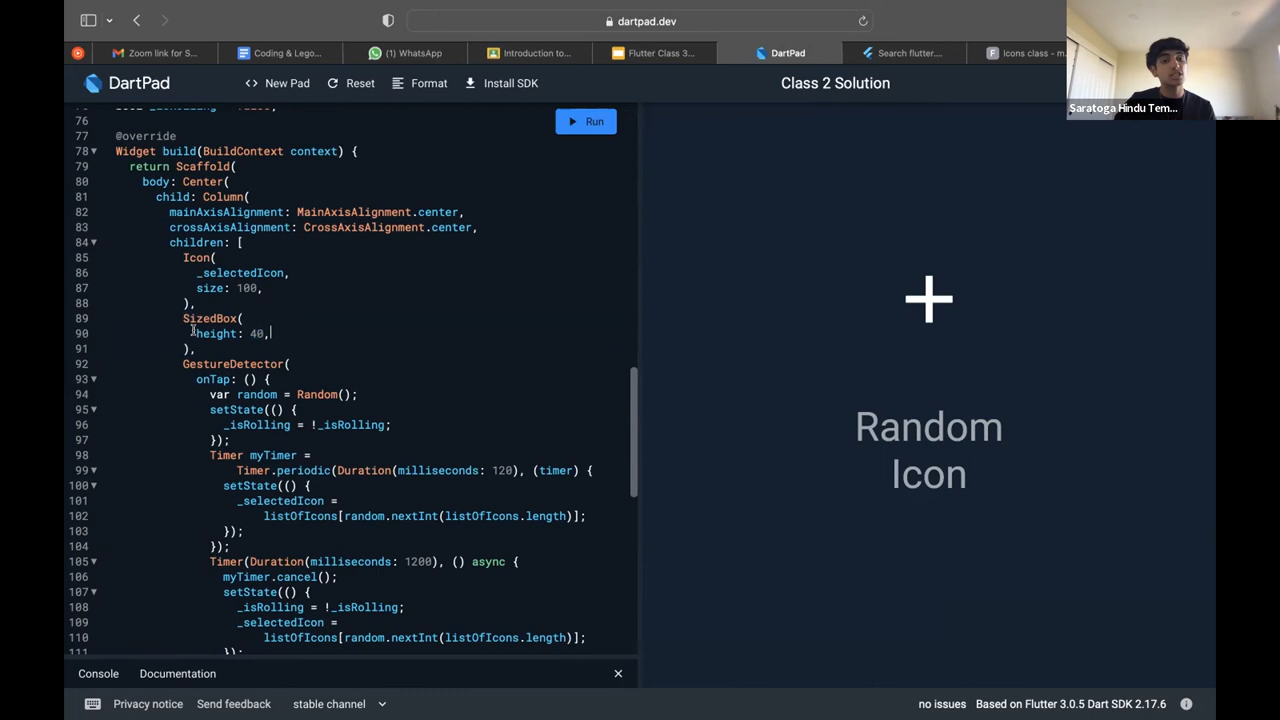 dartpad.dev
Zoom link for S...
Coding & Lego...
(1) WhatsApp
Introduction to...
Flutter Class 3...
DartPad
Search flutter....
Icons class - m...
DartPad
<> New Pad
Reset
Format
Install SDK
Class 2 Solution
Saratoga Hindu Tem...
Run
76
77 @override
78 Widget build(BuildContext context) {
79 return Scaffold(
80 body: Center(
81 child: Column(
82 mainAxisAlignment: MainAxisAlignment.center,
83 crossAxisAlignment: CrossAxisAlignment.center,
84 children: [
85 Icon(
86 _selectedIcon,
87 size: 100,
88 ),
89 SizedBox(
90 height: 40,
91 ),
92 GestureDetector(
93 onTap: () {
94 var random = Random();
95 setState(() {
96 _isRolling = !_isRolling;
97 });
98 Timer myTimer =
99 Timer.periodic(Duration(milliseconds: 120), (timer) {
100 setState(() {
101 _selectedIcon =
102 listOfIcons[random.nextInt(listOfIcons.length)];
103 });
104 });
105 Timer(Duration(milliseconds: 1200), () async {
106 myTimer.cancel();
107 setState(() {
108 _isRolling = !_isRolling;
109 _selectedIcon =
110 listOfIcons[random.nextInt(listOfIcons.length)];
111 });
Random
Icon
Console
Documentation
Privacy notice
Send feedback
stable channel
no issues
Based on Flutter 3.0.5 Dart SDK 2.17.6